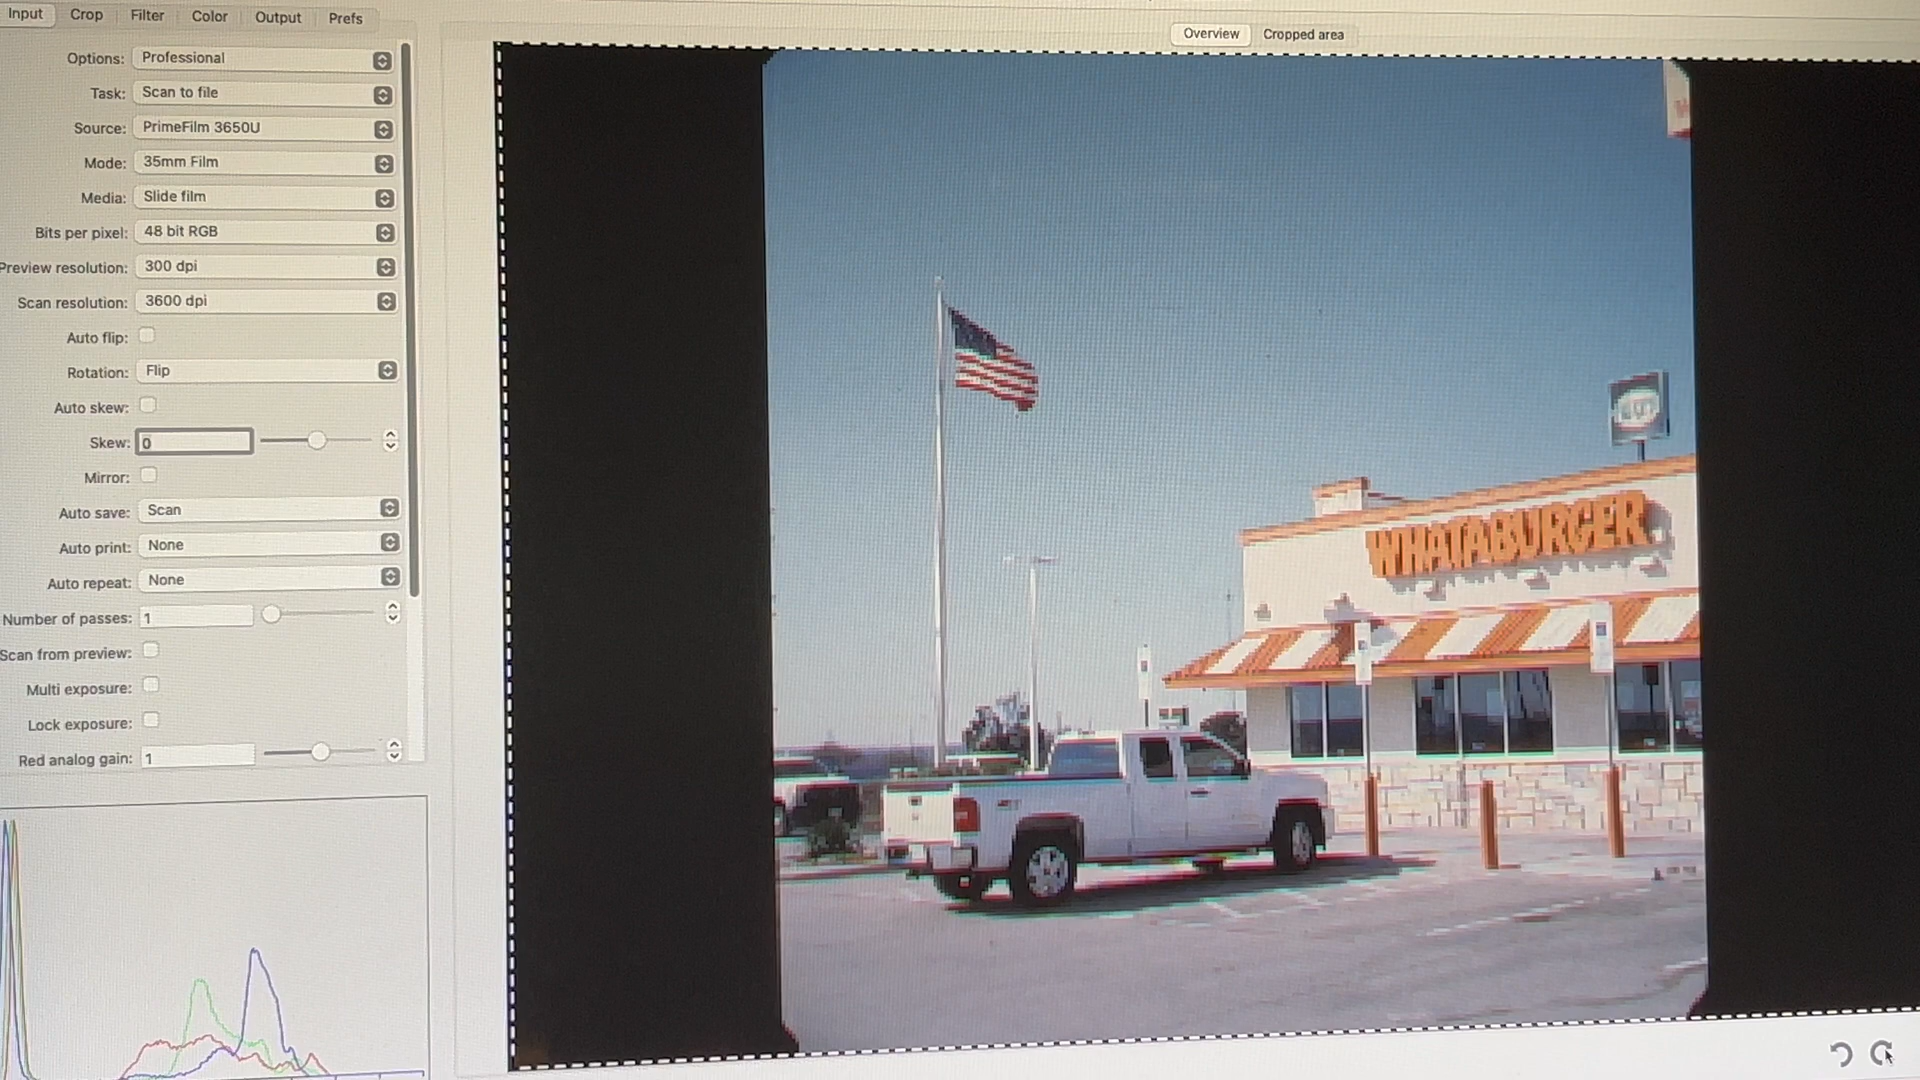 Input Crop Filter Color Output Prefs
Overview Cropped area
Options: Professional
Task: Scan to file
Source: PrimeFilm 3650U
Mode: 35mm Film
Media: Slide film
Bits per pixel: 48 bit RGB
Preview resolution: 300 dpi
Scan resolution: 3600 dpi
Auto flip:
Rotation: Flip
Auto skew:
Skew: 0
Mirror:
Auto save: Scan
Auto print: None
Auto repeat: None
Number of passes: 1
Scan from preview:
Multi exposure:
Lock exposure:
Red analog gain: 1
WHATABURGER